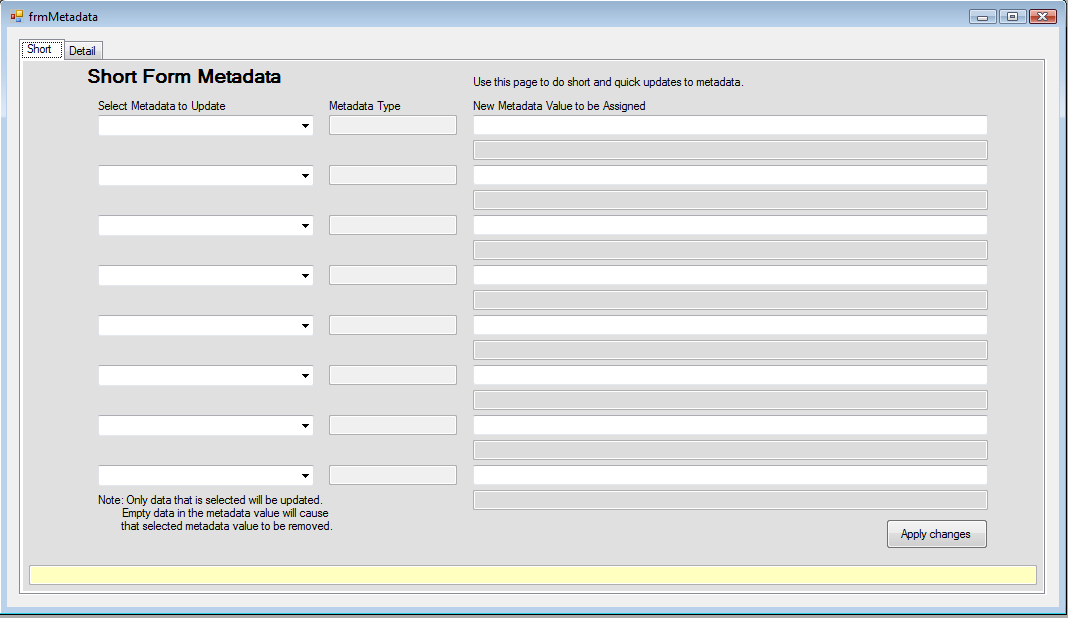 frmMetadata
Short
Detail
Short Form Metadata
Use this page to do short and quick updates to metadata.
Select Metadata to Update
Metadata Type
New Metadata Value to be Assigned
Note: Only data that is selected will be updated.
Empty data in the metadata value will cause
that selected metadata value to be removed.
Apply changes